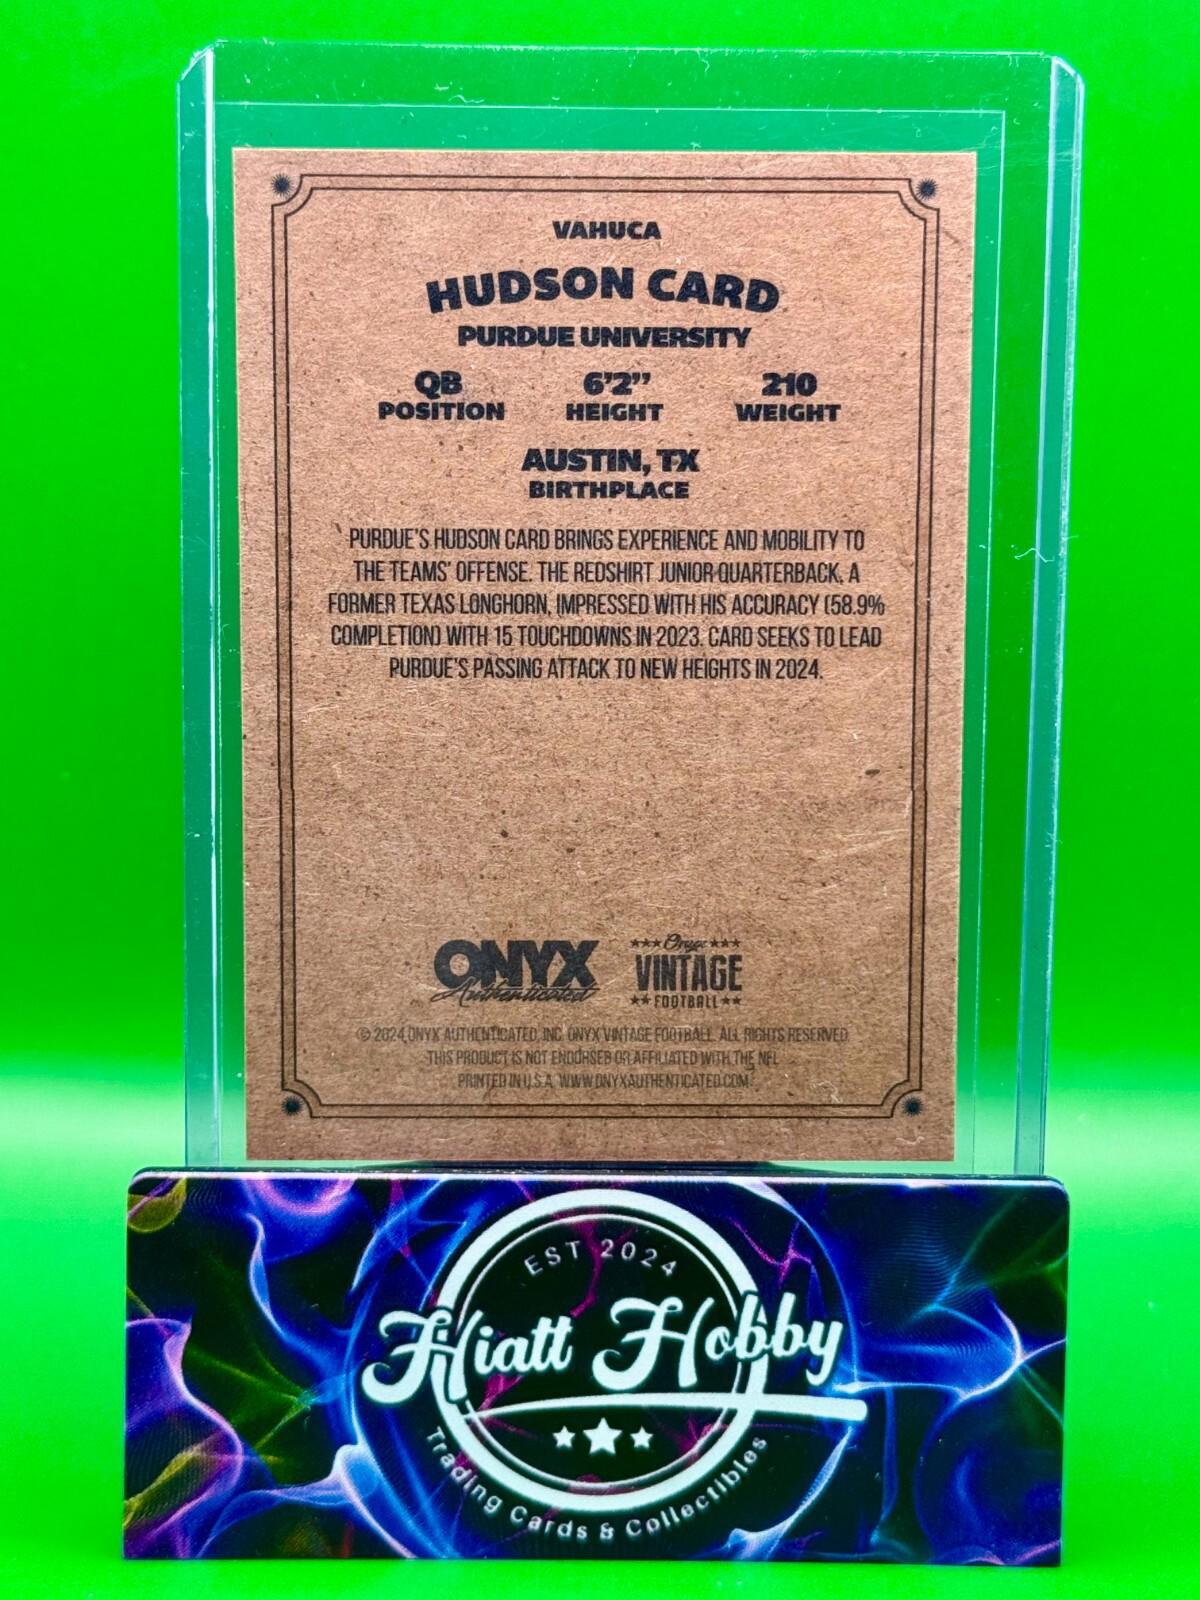 VAHUCA
HUDSON CARD
PURDUE UNIVERSITY
QB 6'2" 210
POSITION HEIGHT WEIGHT
AUSTIN, TX
BIRTHPLACE
PURDUE'S HUDSON CARD BRINGS EXPERIENCE AND MOBILITY TO
THE TEAMS' OFFENSE. THE REDSHIRT JUNIOR QUARTERBACK, A
FORMER TEXAS LONGHORN, IMPRESSED WITH HIS ACCURACY (58.9%
COMPLETION) WITH 15 TOUCHDOWNS IN 2023. CARD SEEKS TO LEAD
PURDUE'S PASSING ATTACK TO NEW HEIGHTS IN 2024.
ONYX
Authenticated
Onyx
VINTAGE
FOOTBALL
© 2024 ONYX AUTHENTICATED, INC. ONYX VINTAGE FOOTBALL. ALL RIGHTS RESERVED.
THIS PRODUCT IS NOT ENDORSED OR AFFILIATED WITH THE NFL
PRINTED IN U.S.A. WWW.ONYXAUTHENTICATED.COM
EST 2024
Hiatt Hobby
Trading Cards & Collectibles